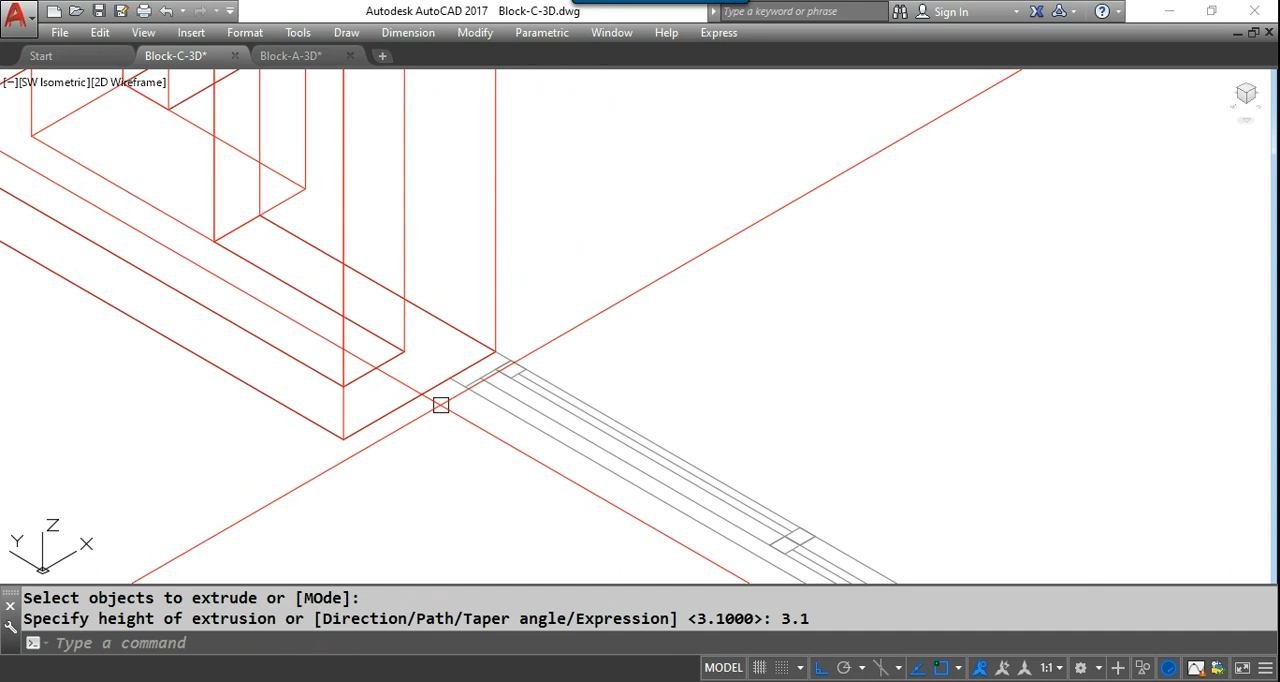 Autodesk AutoCAD 2017 Block-C-3D.dwg
Type a keyword or phrase
Sign In
File Edit View Insert Format Tools Draw Dimension Modify Parametric Window Help Express
Start Block-C-3D* Block-A-3D*
[−][SW Isometric][2D Wireframe]
Z
Y
X
Select objects to extrude or [MOde]:
Specify height of extrusion or [Direction/Path/Taper angle/Expression] <3.1000>: 3.1
Type a command
MODEL 1:1